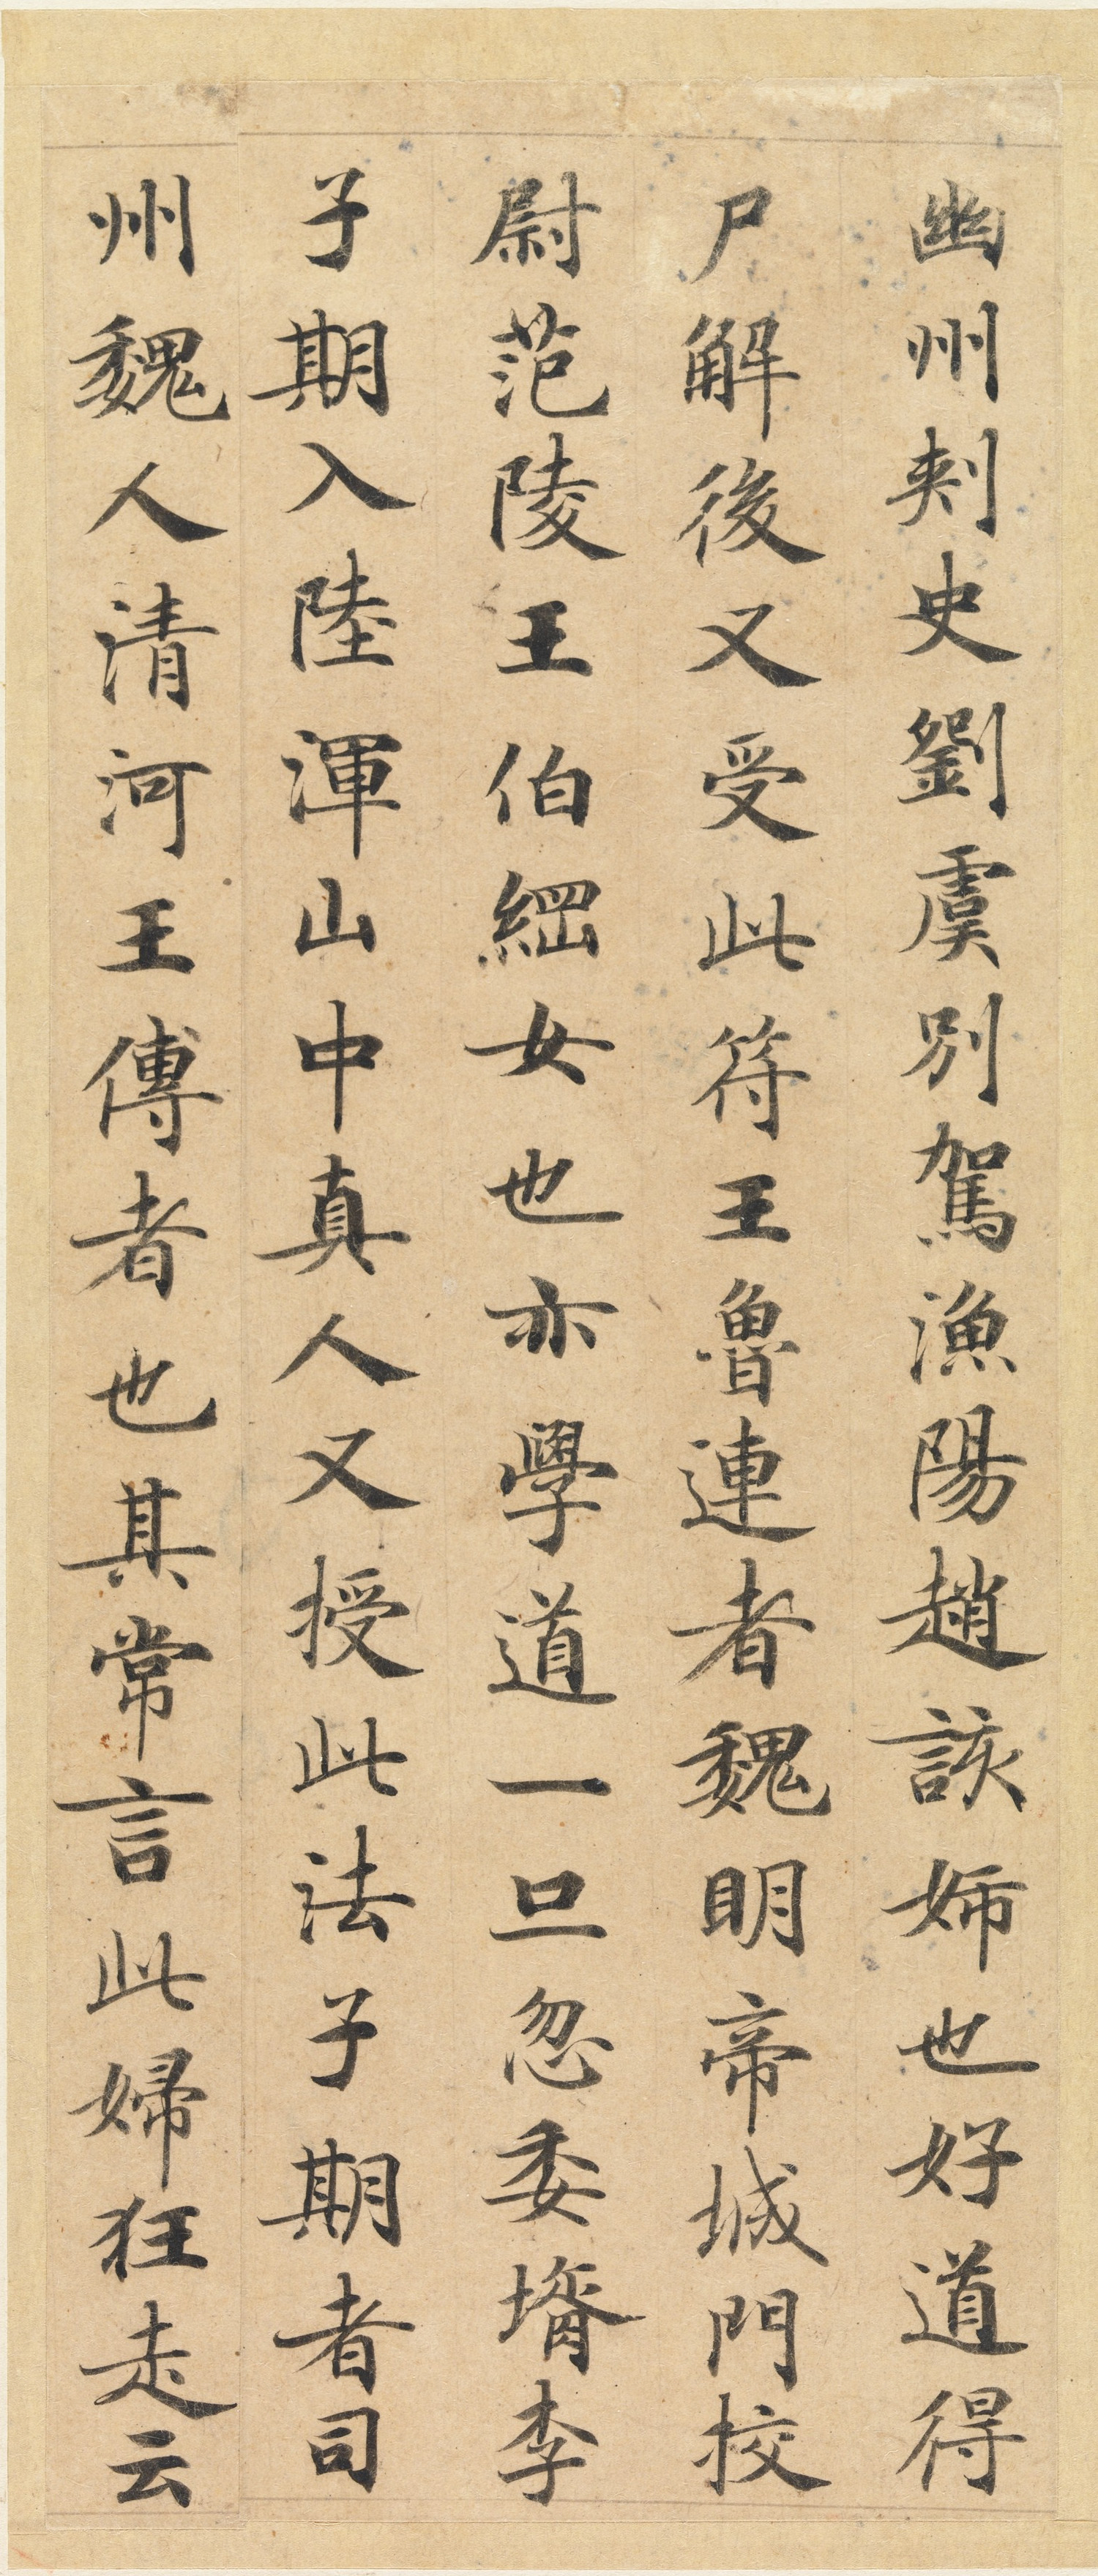 幽州刾史劉虞別駕漁陽趙該姊也好道得
尸解後又受此符王魯連者魏明帝城門校
尉范陵王伯綱女也亦學道一旦忽委壻李
子期入陸渾山中真人又授此法子期者司
州魏人清河王傅者也其常言此婦狂走云